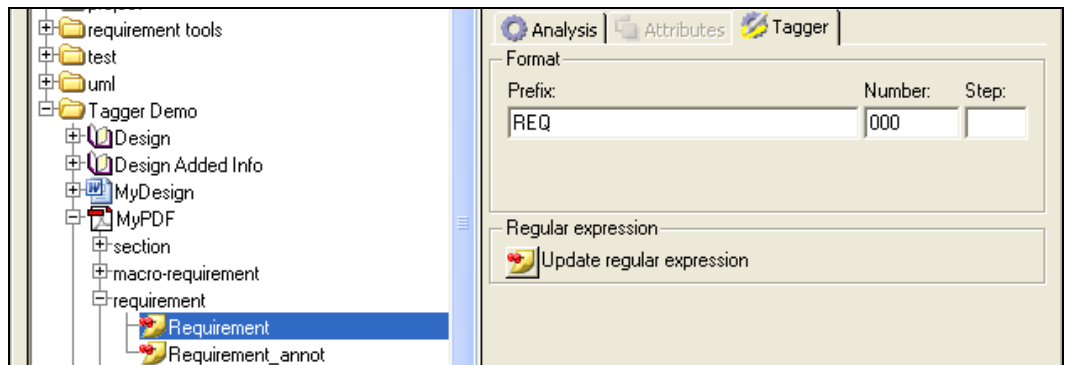 project
requirement tools
test
uml
Tagger Demo
Design
Design Added Info
MyDesign
MyPDF
section
macro-requirement
requirement
Requirement
Requirement_annot
Analysis Attributes Tagger
Format
Prefix: Number: Step:
REQ 000
Regular expression
Update regular expression